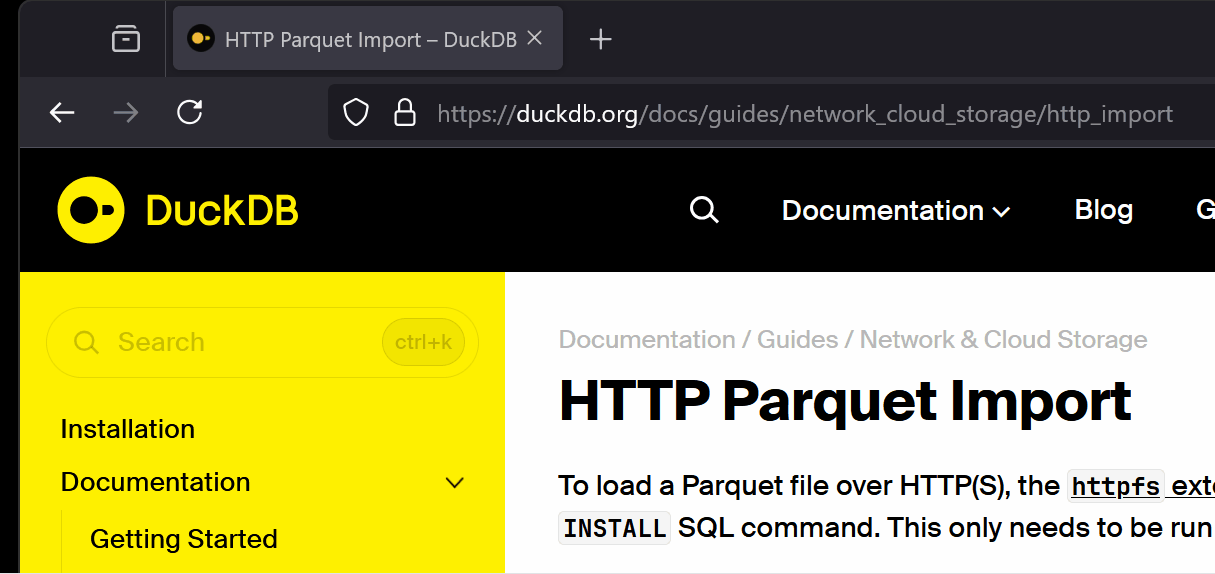 HTTP Parquet Import – DuckDB
https://duckdb.org/docs/guides/network_cloud_storage/http_import
DuckDB
Documentation
Blog
G
Search
ctrl+k
Installation
Documentation
Getting Started
Documentation / Guides / Network & Cloud Storage
HTTP Parquet Import
To load a Parquet file over HTTP(S), the httpfs exte
INSTALL SQL command. This only needs to be run